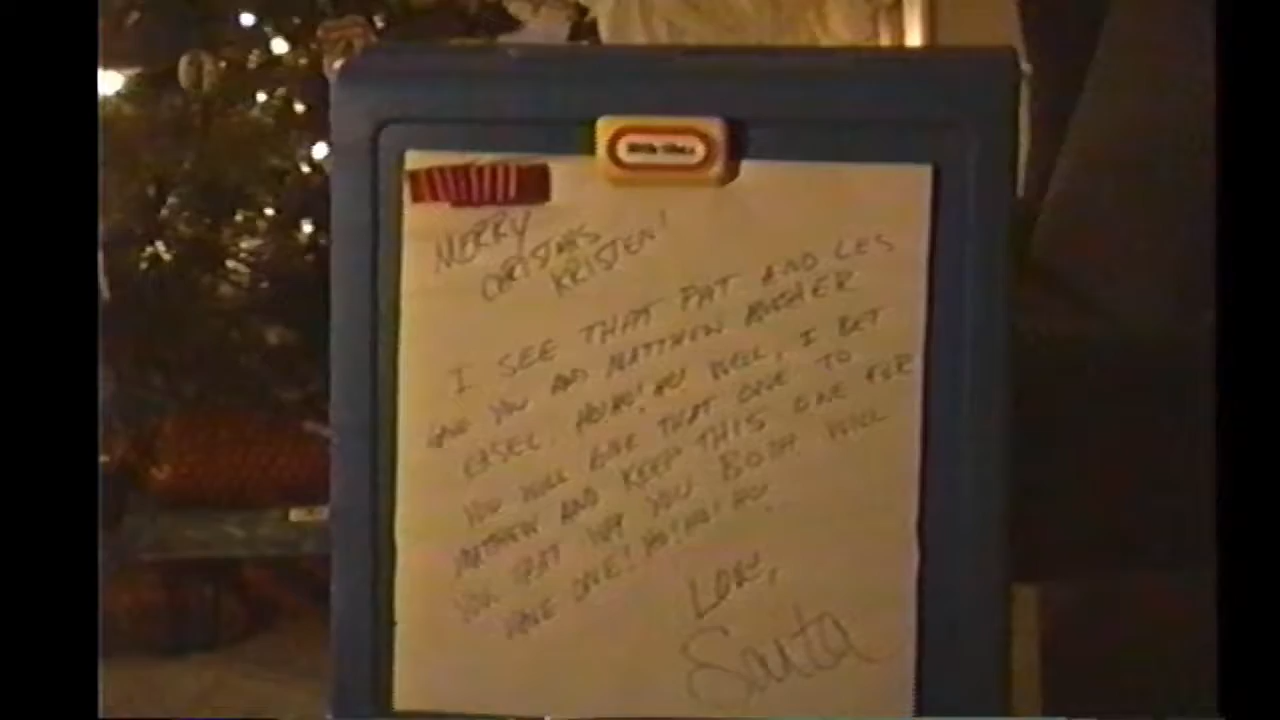 little tikes
MERRY
CHRISTMAS
KRISTEN!
I SEE THAT PAT AND LES
GAVE YOU AND MATTHEW ANOTHER
EASEL. HO! HO! HO! WELL, I BET
YOU WILL GIVE THAT ONE TO
MATTHEW AND KEEP THIS ONE FOR
YOU THAT WAY YOU BOTH WILL
HAVE ONE! HO! HO! HO.
LOVE,
Santa